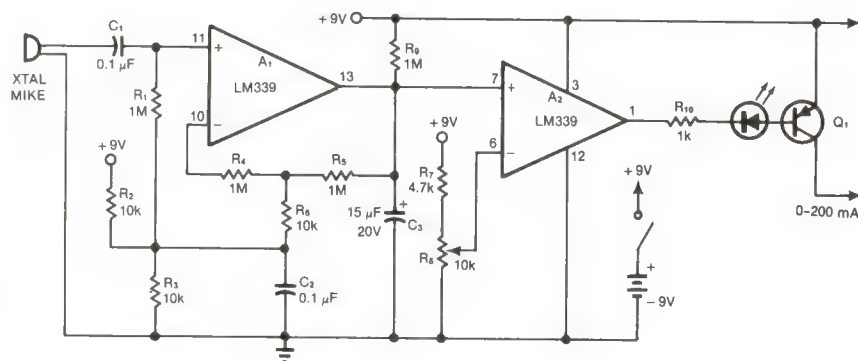 XTAL
MIKE
C1
0.1 µF
R1
1M
+9V
R2
10k
R3
10k
11
+
A1
LM339
13
10
−
R4
1M
R5
1M
R6
10k
C2
0.1 µF
+9V
R9
1M
15 µF
20V
+
C3
+9V
R7
4.7k
R8
10k
7
+
6
−
A2
LM339
3
12
1
R10
1k
Q1
0-200 mA
+9V
+
−9V